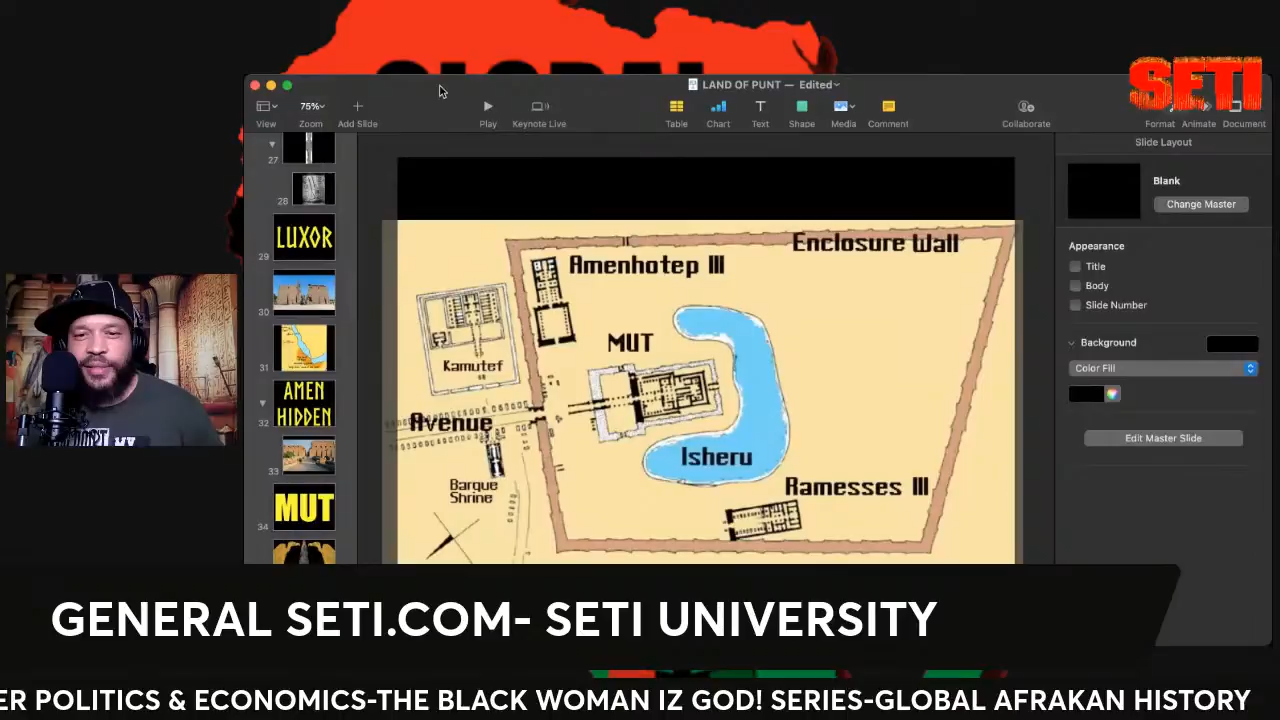 GLOBAL
SETI
LAND OF PUNT — Edited
75%
View
Zoom
Add Slide
Play
Keynote Live
Table
Chart
Text
Shape
Media
Comment
Collaborate
Format
Animate
Document
27
28
LUXOR
29
30
31
AMEN
HIDDEN
32
33
MUT
34
Enclosure Wall
Amenhotep III
MUT
Kamutef
Avenue
Isheru
Barque
Shrine
Ramesses III
Slide Layout
Blank
Change Master
Appearance
Title
Body
Slide Number
Background
Color Fill
Edit Master Slide
GENERAL SETI.COM- SETI UNIVERSITY
ER POLITICS & ECONOMICS-THE BLACK WOMAN IZ GOD! SERIES-GLOBAL AFRAKAN HISTORY